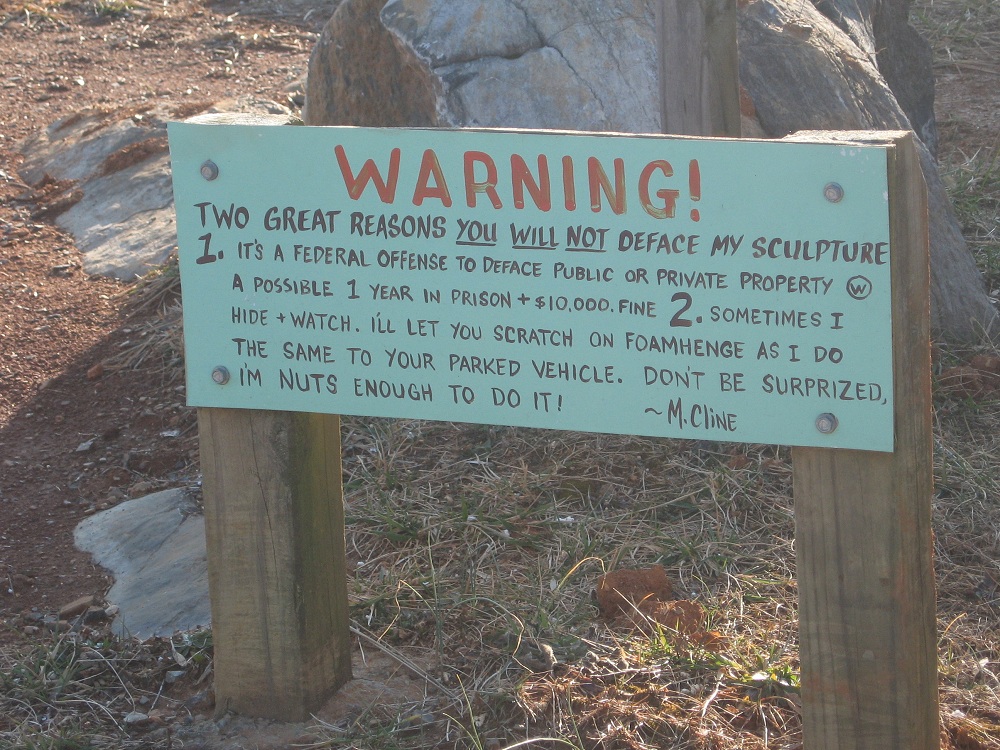 WARNING!
TWO GREAT REASONS YOU WILL NOT DEFACE MY SCULPTURE
1. IT'S A FEDERAL OFFENSE TO DEFACE PUBLIC OR PRIVATE PROPERTY Ⓦ
A POSSIBLE 1 YEAR IN PRISON + $10,000. FINE 2. SOMETIMES I
HIDE + WATCH. I'LL LET YOU SCRATCH ON FOAMHENGE AS I DO
THE SAME TO YOUR PARKED VEHICLE. DON'T BE SURPRIZED,
I'M NUTS ENOUGH TO DO IT! ~M.Cline